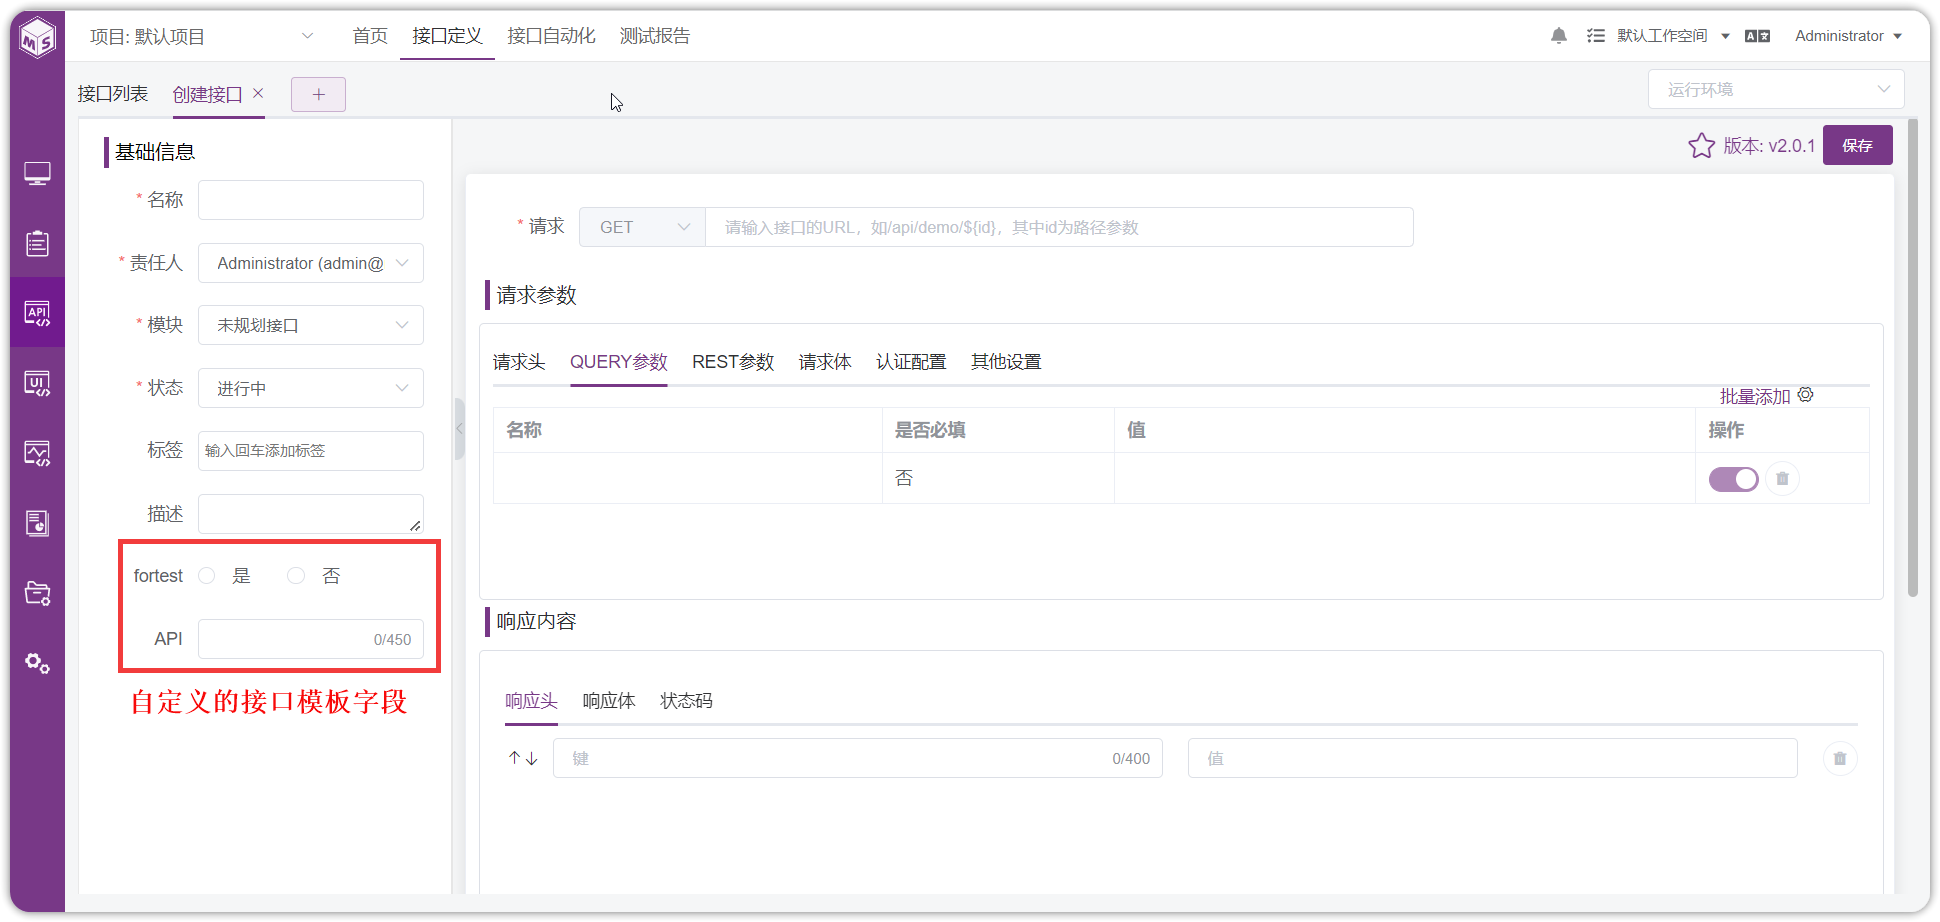 MS
项目: 默认项目
首页
接口定义
接口自动化
测试报告
默认工作空间
Administrator
接口列表
创建接口
+
运行环境
基础信息
版本: v2.0.1
保存
* 名称
* 请求
GET
请输入接口的URL，如/api/demo/${id}，其中id为路径参数
* 责任人
Administrator (admin@
请求参数
* 模块
未规划接口
API
请求头
QUERY参数
REST参数
请求体
认证配置
其他设置
* 状态
进行中
UI
批量添加
名称
是否必填
值
操作
标签
输入回车添加标签
否
描述
fortest
是
否
响应内容
API
0/450
自定义的接口模板字段
响应头
响应体
状态码
键
0/400
值